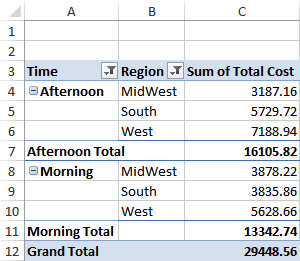 A B C
1
2
3 Time Region Sum of Total Cost
4 Afternoon MidWest 3187.16
5 South 5729.72
6 West 7188.94
7 Afternoon Total 16105.82
8 Morning MidWest 3878.22
9 South 3835.86
10 West 5628.66
11 Morning Total 13342.74
12 Grand Total 29448.56